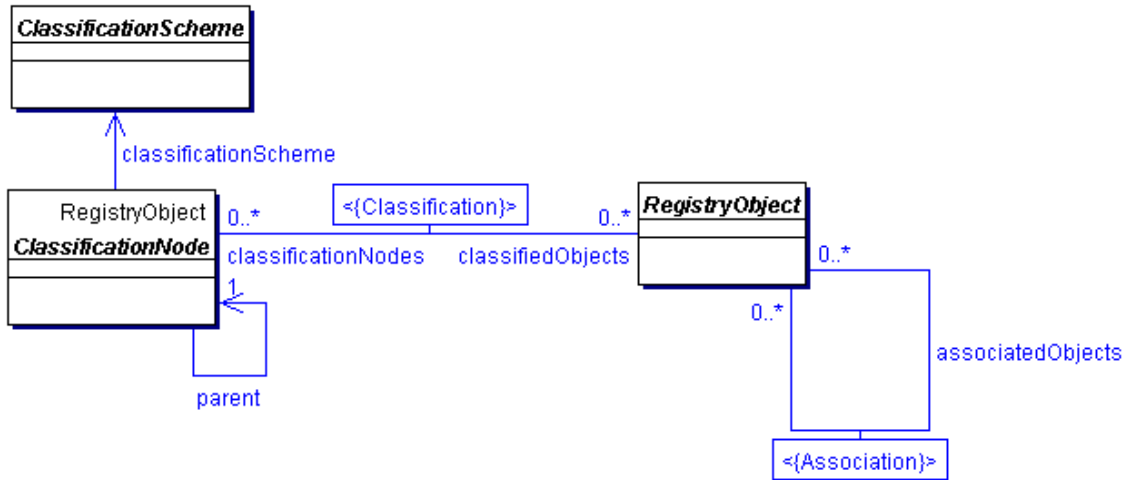 ClassificationScheme
classificationScheme
RegistryObject
ClassificationNode
0..*
<{Classification}>
0..*
RegistryObject
classificationNodes
classifiedObjects
1
parent
0..*
0..*
associatedObjects
<{Association}>